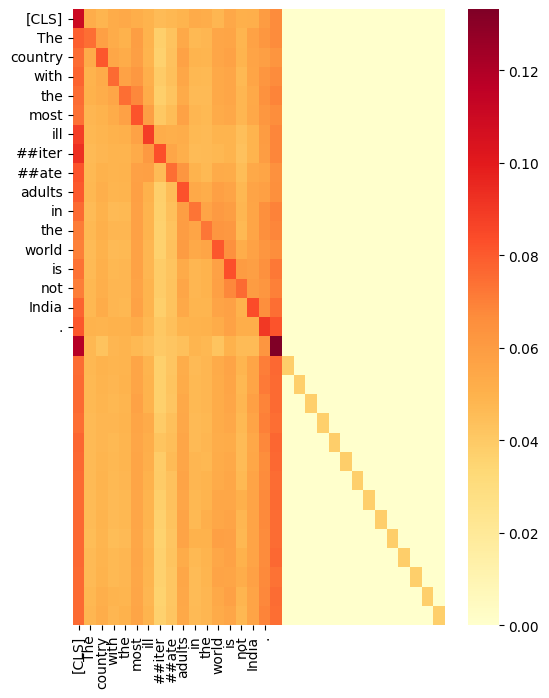 [CLS]
The
country
with
the
most
ill
##iter
##ate
adults
in
the
world
is
not
India
.
[CLS]
The
country
with
the
most
ill
##iter
##ate
adults
in
the
world
is
not
India
.
0.12
0.10
0.08
0.06
0.04
0.02
0.00